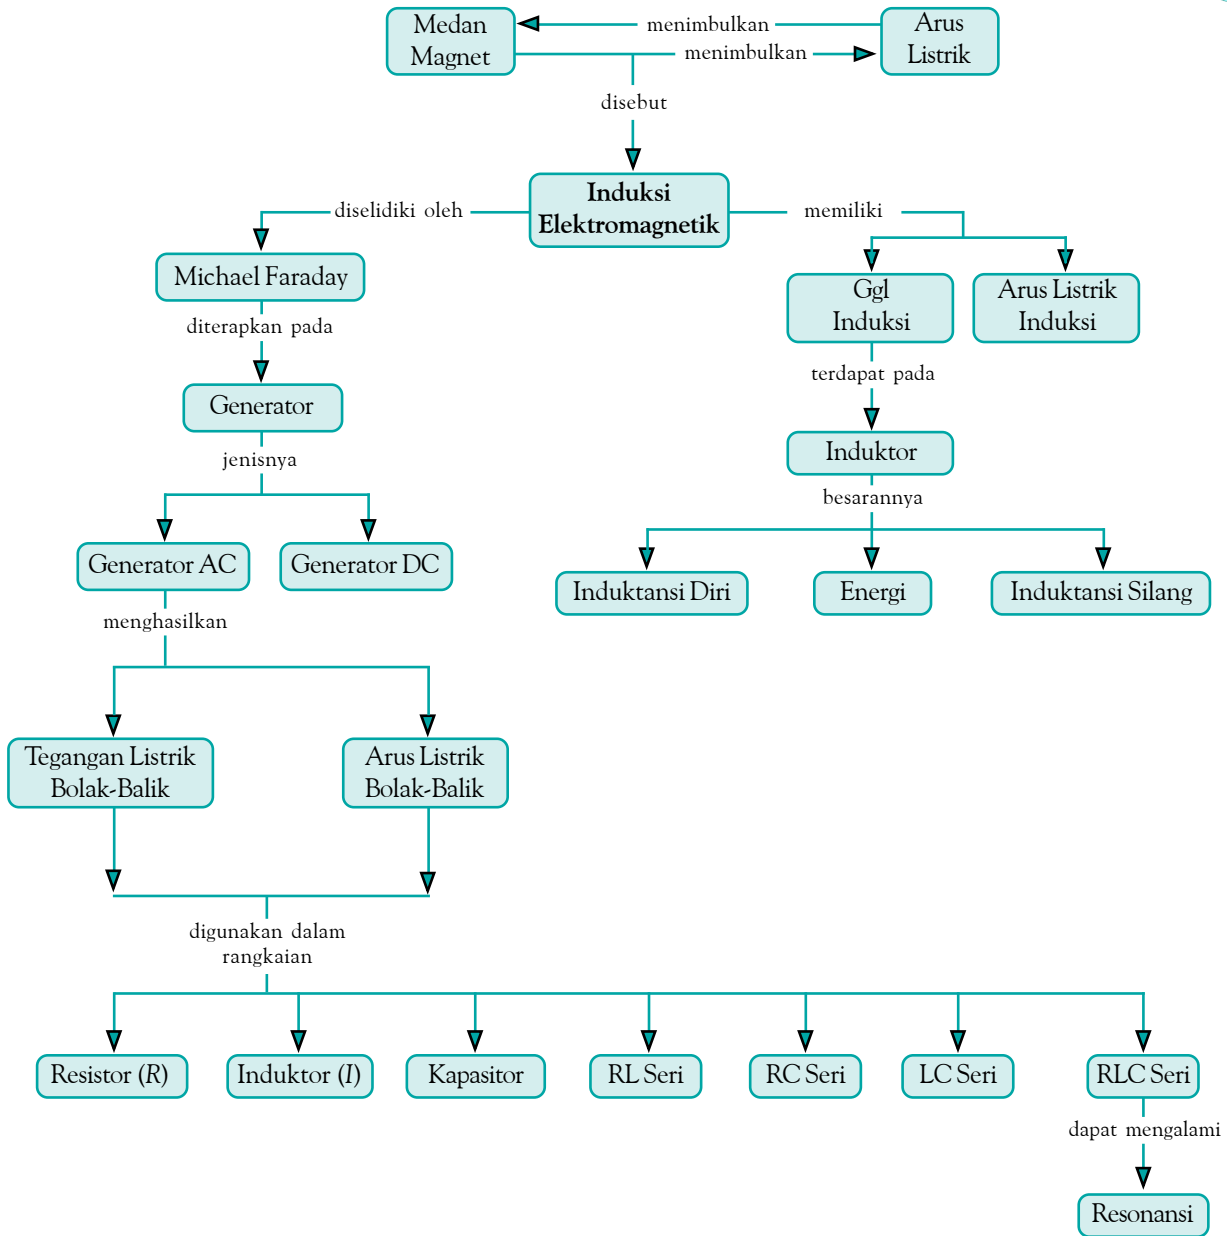 Medan
Magnet
menimbulkan
menimbulkan
Arus
Listrik
disebut
Induksi
Elektromagnetik
diselidiki oleh
memiliki
Michael Faraday
diterapkan pada
Generator
jenisnya
Generator AC
Generator DC
Ggl
Induksi
Arus Listrik
Induksi
terdapat pada
Induktor
besarannya
Induktansi Diri
Energi
Induktansi Silang
menghasilkan
Tegangan Listrik
Bolak-Balik
Arus Listrik
Bolak-Balik
digunakan dalam
rangkaian
Resistor (R)
Induktor (I)
Kapasitor
RL Seri
RC Seri
LC Seri
RLC Seri
dapat mengalami
Resonansi